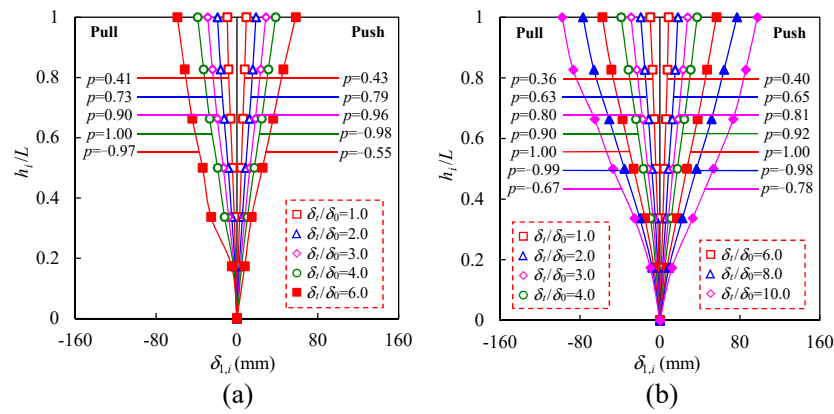 1
Pull
Push
0.8
p=0.41
p=0.43
p=0.73
p=0.79
p=0.90
p=0.96
0.6
p=1.00
p=−0.98
p=−0.97
p=−0.55
h_i/L
0.4
δ_t/δ_0=1.0
δ_t/δ_0=2.0
δ_t/δ_0=3.0
δ_t/δ_0=4.0
δ_t/δ_0=6.0
0.2
0
-160 -80 0 80 160
δ_{1,i} (mm)
(a)
1
Pull
Push
0.8
p=0.36
p=0.40
p=0.63
p=0.65
p=0.80
p=0.81
0.6
p=0.90
p=0.92
p=1.00
p=1.00
p=−0.99
p=−0.98
p=−0.67
p=−0.78
h_i/L
0.4
δ_t/δ_0=1.0
δ_t/δ_0=2.0
δ_t/δ_0=3.0
δ_t/δ_0=4.0
δ_t/δ_0=6.0
δ_t/δ_0=8.0
δ_t/δ_0=10.0
0.2
0
-160 -80 0 80 160
δ_{1,i} (mm)
(b)